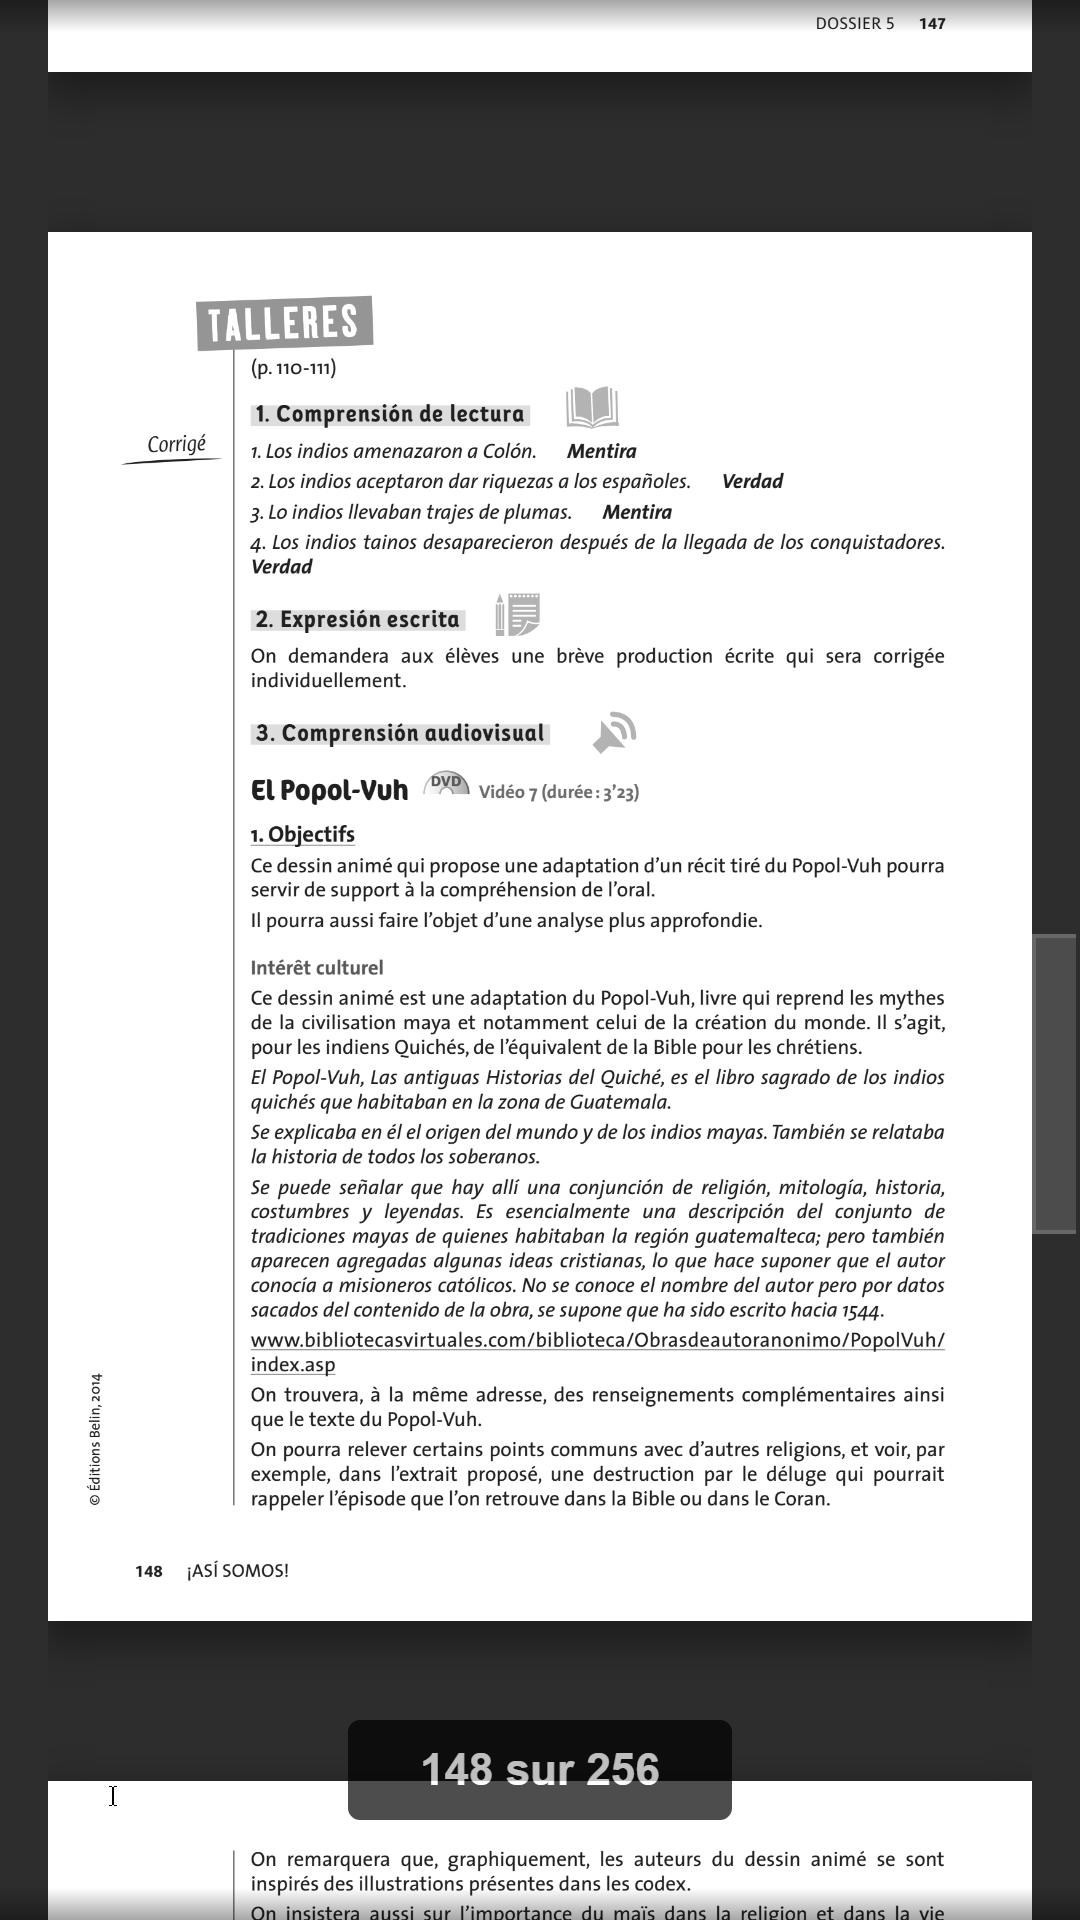 DOSSIER 5 147
TALLERES
(p. 110-111)
1. Comprensión de lectura
Corrigé
1. Los indios amenazaron a Colón. Mentira
2. Los indios aceptaron dar riquezas a los españoles. Verdad
3. Lo indios llevaban trajes de plumas. Mentira
4. Los indios tainos desaparecieron después de la llegada de los conquistadores.
Verdad
2. Expresión escrita
On demandera aux élèves une brève production écrite qui sera corrigée
individuellement.
3. Comprensión audiovisual
El Popol-Vuh DVD Vidéo 7 (durée : 3’23)
1. Objectifs
Ce dessin animé qui propose une adaptation d’un récit tiré du Popol-Vuh pourra
servir de support à la compréhension de l’oral.
Il pourra aussi faire l’objet d’une analyse plus approfondie.
Intérêt culturel
Ce dessin animé est une adaptation du Popol-Vuh, livre qui reprend les mythes
de la civilisation maya et notamment celui de la création du monde. Il s’agit,
pour les indiens Quichés, de l’équivalent de la Bible pour les chrétiens.
El Popol-Vuh, Las antiguas Historias del Quiché, es el libro sagrado de los indios
quichés que habitaban en la zona de Guatemala.
Se explicaba en él el origen del mundo y de los indios mayas. También se relataba
la historia de todos los soberanos.
Se puede señalar que hay allí una conjunción de religión, mitología, historia,
costumbres y leyendas. Es esencialmente una descripción del conjunto de
tradiciones mayas de quienes habitaban la región guatemalteca; pero también
aparecen agregadas algunas ideas cristianas, lo que hace suponer que el autor
conocía a misioneros católicos. No se conoce el nombre del autor pero por datos
sacados del contenido de la obra, se supone que ha sido escrito hacia 1544.
www.bibliotecasvirtuales.com/biblioteca/Obrasdeautoranonimo/PopolVuh/
index.asp
On trouvera, à la même adresse, des renseignements complémentaires ainsi
que le texte du Popol-Vuh.
On pourra relever certains points communs avec d’autres religions, et voir, par
exemple, dans l’extrait proposé, une destruction par le déluge qui pourrait
rappeler l’épisode que l’on retrouve dans la Bible ou dans le Coran.
© Éditions Belin, 2014
148 ¡ASÍ SOMOS!
148 sur 256
On remarquera que, graphiquement, les auteurs du dessin animé se sont
inspirés des illustrations présentes dans les codex.
On insistera aussi sur l’importance du maïs dans la religion et dans la vie